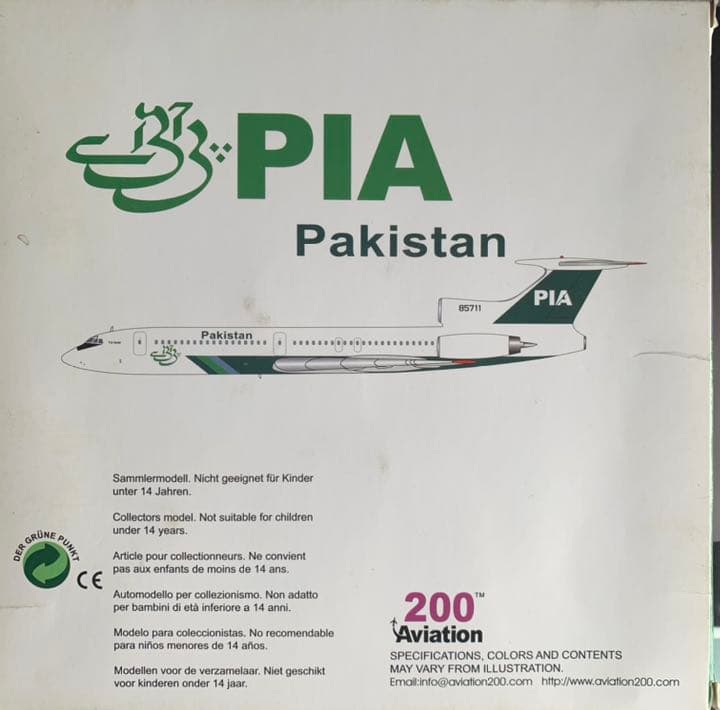 PIA
Pakistan
PIA
85711
Pakistan
Sammlermodell. Nicht geeignet für Kinder
unter 14 Jahren.
Collectors model. Not suitable for children
under 14 years.
DER GRÜNE PUNKT
CE
Article pour collectionneurs. Ne convient
pas aux enfants de moins de 14 ans.
Automodello per collezionismo. Non adatto
per bambini di età inferiore a 14 anni.
Modelo para coleccionistas. No recomendable
para niños menores de 14 años.
Modellen voor de verzamelaar. Niet geschikt
voor kinderen onder 14 jaar.
200™
Aviation
SPECIFICATIONS, COLORS AND CONTENTS
MAY VARY FROM ILLUSTRATION.
Email:info@aviation200.com http://www.aviation200.com